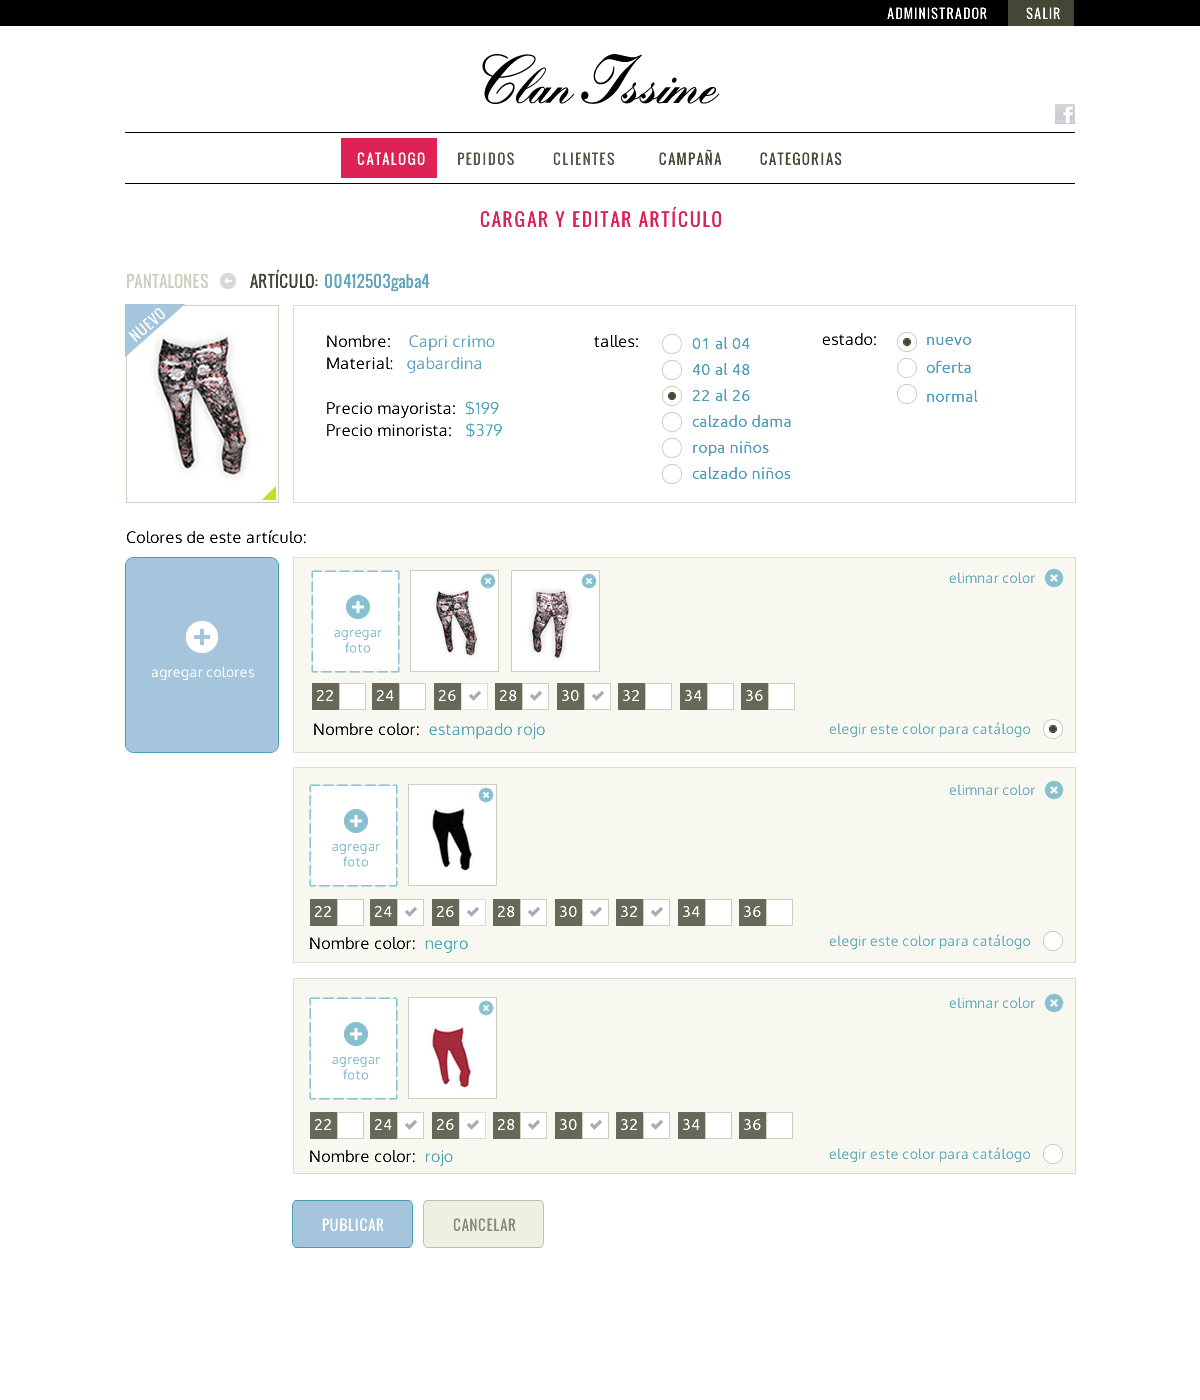 ADMINISTRADOR SALIR
Clan Issime
f
CATALOGO PEDIDOS CLIENTES CAMPAÑA CATEGORIAS
CARGAR Y EDITAR ARTÍCULO
PANTALONES ARTÍCULO: 00412503gaba4
NUEVO
Nombre: Capri crimo
Material: gabardina
Precio mayorista: $199
Precio minorista: $379
talles:
01 al 04
40 al 48
22 al 26
calzado dama
ropa niños
calzado niños
estado:
nuevo
oferta
normal
Colores de este artículo:
agregar colores
agregar
foto
elimnar color
22 24 26 28 30 32 34 36
Nombre color: estampado rojo
elegir este color para catálogo
agregar
foto
elimnar color
22 24 26 28 30 32 34 36
Nombre color: negro
elegir este color para catálogo
agregar
foto
elimnar color
22 24 26 28 30 32 34 36
Nombre color: rojo
elegir este color para catálogo
PUBLICAR CANCELAR